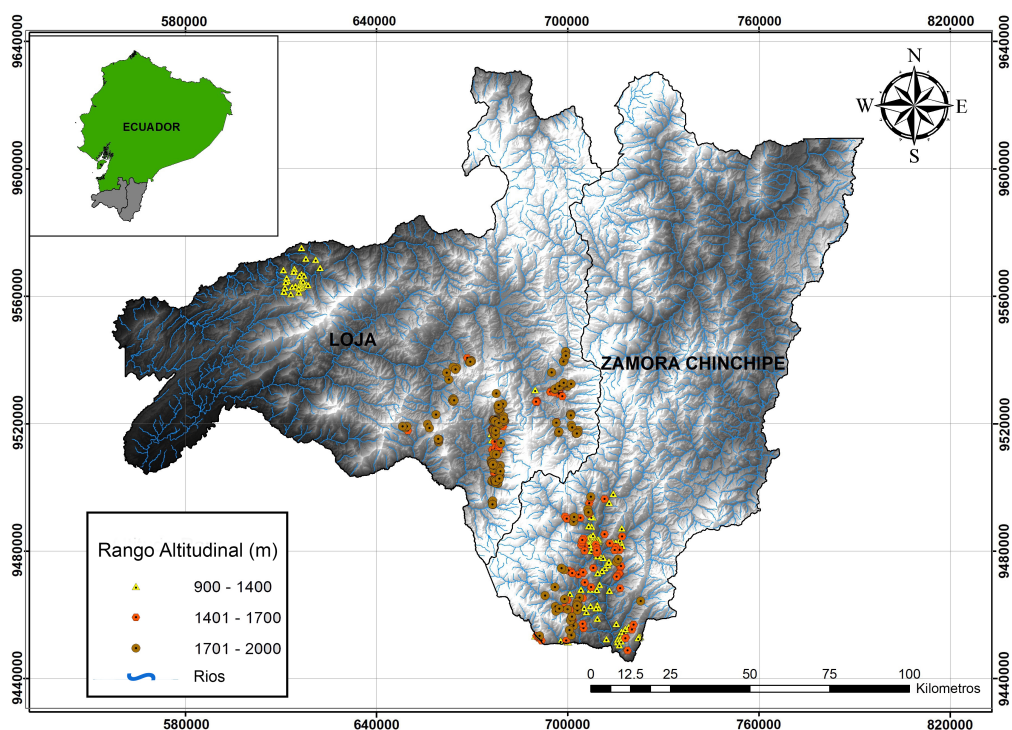 580000 640000 700000 760000 820000
9640000 9640000
N
ECUADOR
W E
S
9600000 9600000
9560000 9560000
LOJA
ZAMORA CHINCHIPE
9520000 9520000
9480000 9480000
Rango Altitudinal (m)
900 - 1400
1401 - 1700
1701 - 2000
Rios
0 12.5 25 50 75 100
Kilometros
9440000 9440000
580000 640000 700000 760000 820000